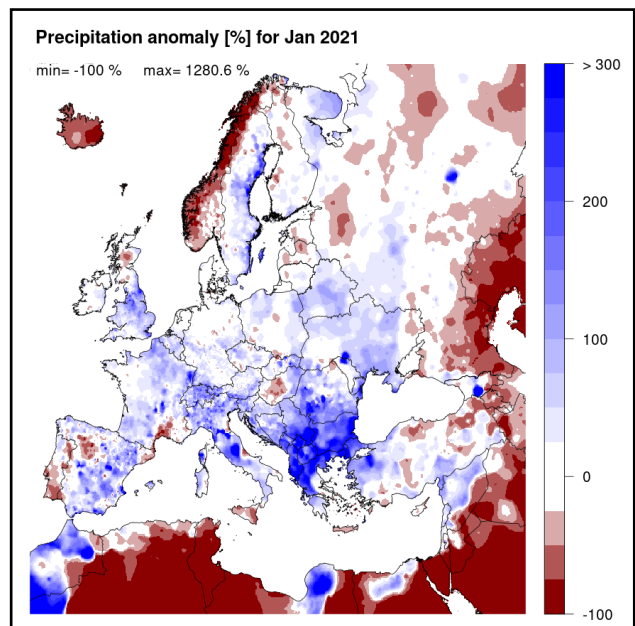 Precipitation anomaly [%] for Jan 2021
min= -100 % max= 1280.6 %
> 300
200
100
0
-100